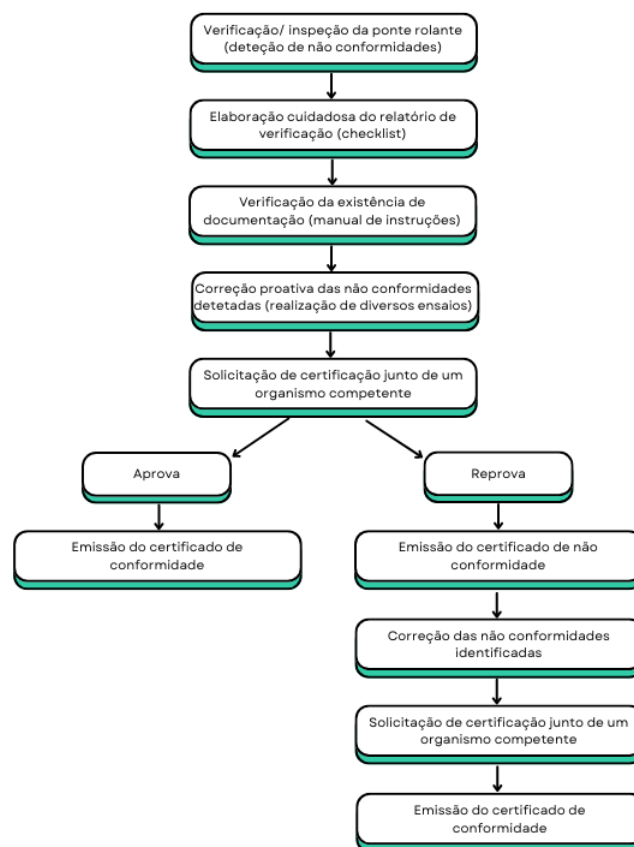 Verificação/ inspeção da ponte rolante
(deteção de não conformidades)
Elaboração cuidadosa do relatório de
verificação (checklist)
Verificação da existência de
documentação (manual de instruções)
Correção proativa das não conformidades
detetadas (realização de diversos ensaios)
Solicitação de certificação junto de um
organismo competente
Aprova
Reprova
Emissão do certificado de
conformidade
Emissão do certificado de não
conformidade
Correção das não conformidades
identificadas
Solicitação de certificação junto de um
organismo competente
Emissão do certificado de
conformidade